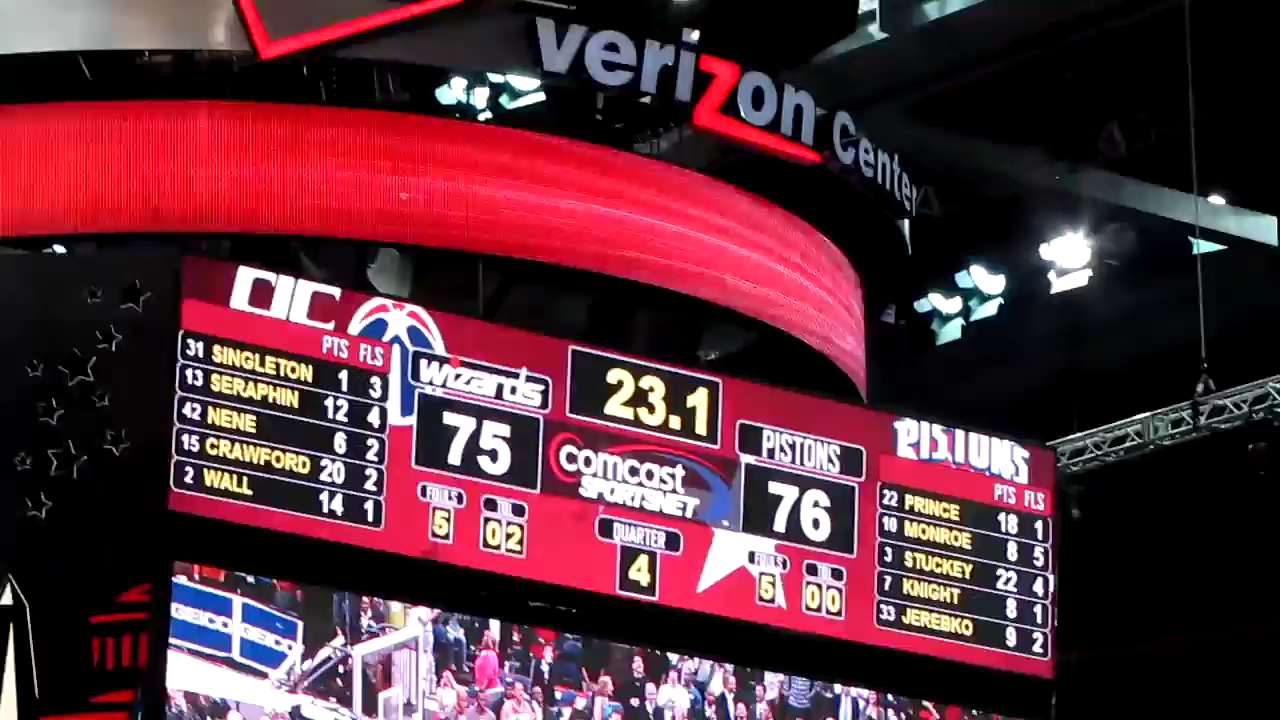 verizon Center
DC
PTS FLS
31 SINGLETON 1 3
13 SERAPHIN 12 4
42 NENE 6 2
15 CRAWFORD 20 2
2 WALL 14 1
wizards
75
FOULS TOL
5 02
23.1
comcast
SPORTSNET
QUARTER
4
PISTONS
76
FOULS TOL
5 00
PISTONS
PTS FLS
22 PRINCE 18 1
10 MONROE 8 5
3 STUCKEY 22 4
7 KNIGHT 8 1
33 JEREBKO 9 2
GEICO GEICO